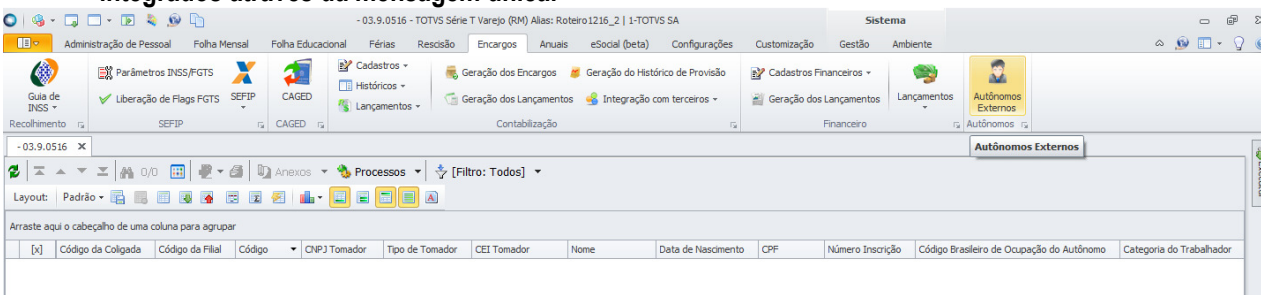 integrados através da mensagem única.
- 03.9.0516 - TOTVS Série T Varejo (RM) Alias: Roteiro1216_2 | 1-TOTVS SA
Sistema
Administração de Pessoal Folha Mensal Folha Educacional Férias Rescisão Encargos Anuais eSocial (beta) Configurações Customização Gestão Ambiente
Guia de INSS
Parâmetros INSS/FGTS
Liberação de Flags FGTS
SEFIP
CAGED
Cadastros
Históricos
Lançamentos
Geração dos Encargos
Geração do Histórico de Provisão
Geração dos Lançamentos
Integração com terceiros
Cadastros Financeiros
Geração dos Lançamentos
Lançamentos
Autônomos
Externos
Recolhimento SEFIP CAGED Contabilização Financeiro Autônomos
- 03.9.0516 X
Autônomos Externos
0/0 Anexos Processos [Filtro: Todos]
Layout: Padrão
Arraste aqui o cabeçalho de uma coluna para agrupar
[x] Código da Coligada Código da Filial Código CNPJ Tomador Tipo de Tomador CEI Tomador Nome Data de Nascimento CPF Número Inscrição Código Brasileiro de Ocupação do Autônomo Categoria do Trabalhador